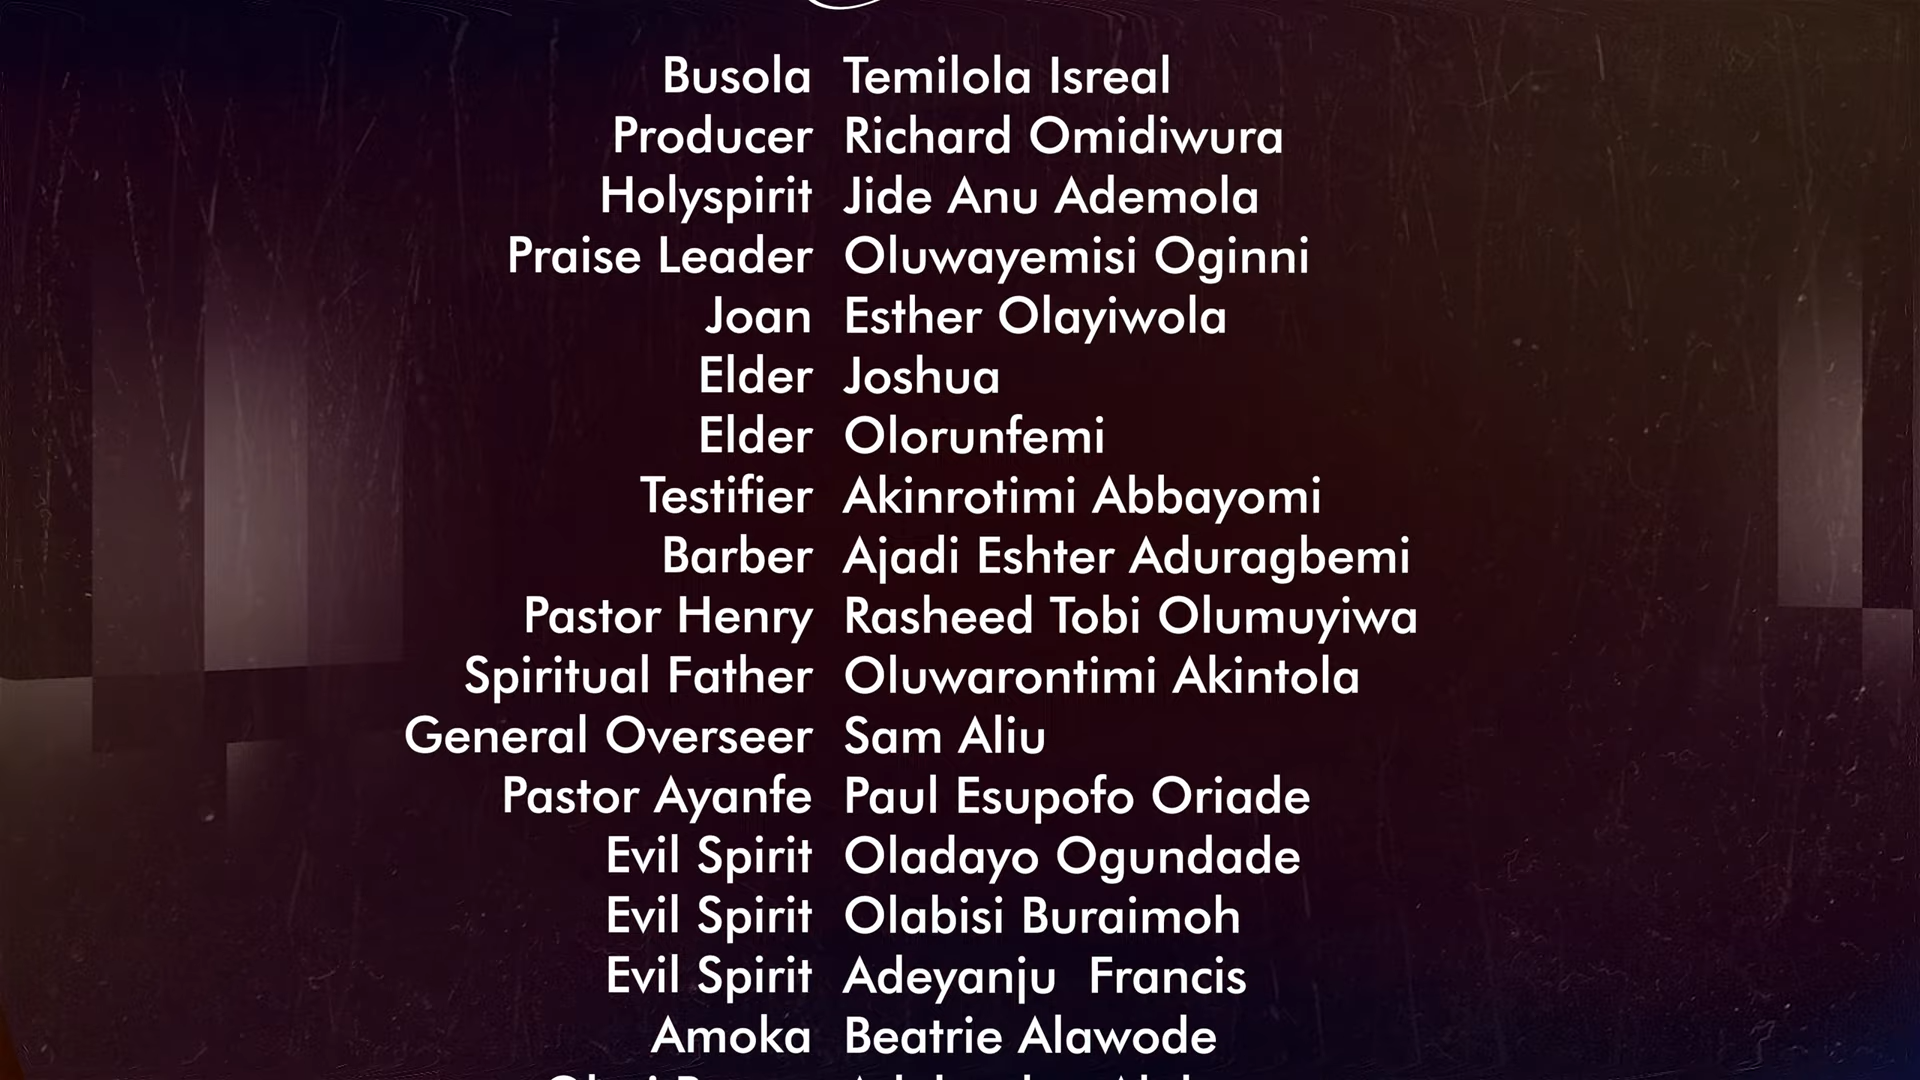 Busola Temilola Isreal
Producer Richard Omidiwura
Holyspirit Jide Anu Ademola
Praise Leader Oluwayemisi Oginni
Joan Esther Olayiwola
Elder Joshua
Elder Olorunfemi
Testifier Akinrotimi Abbayomi
Barber Ajadi Eshter Aduragbemi
Pastor Henry Rasheed Tobi Olumuyiwa
Spiritual Father Oluwarontimi Akintola
General Overseer Sam Aliu
Pastor Ayanfe Paul Esupofo Oriade
Evil Spirit Oladayo Ogundade
Evil Spirit Olabisi Buraimoh
Evil Spirit Adeyanju  Francis
Amoka Beatrie Alawode